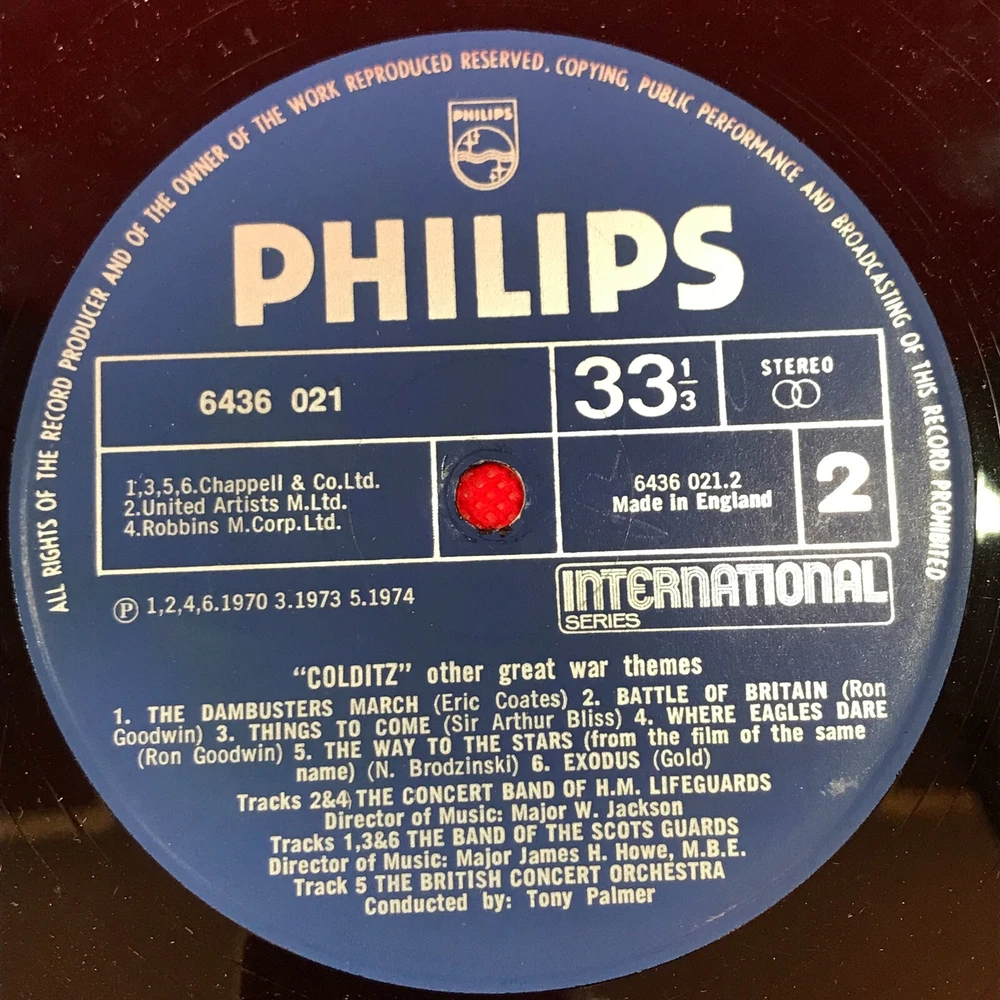 ALL RIGHTS OF THE RECORD PRODUCER AND OF THE OWNER OF THE WORK REPRODUCED RESERVED. COPYING, PUBLIC PERFORMANCE AND BROADCASTING OF THIS RECORD PROHIBITED
PHILIPS
PHILIPS
6436 021
33 1/3
STEREO
1,3,5,6.Chappell & Co.Ltd.
2.United Artists M.Ltd.
4.Robbins M.Corp.Ltd.
6436 021.2
Made in England
2
INTERNATIONAL
SERIES
Ⓟ 1,2,4,6.1970 3.1973 5.1974
“COLDITZ” other great war themes
1. THE DAMBUSTERS MARCH (Eric Coates) 2. BATTLE OF BRITAIN (Ron
Goodwin) 3. THINGS TO COME (Sir Arthur Bliss) 4. WHERE EAGLES DARE
(Ron Goodwin) 5. THE WAY TO THE STARS (from the film of the same
name) (N. Brodzinski) 6. EXODUS (Gold)
Tracks 2&4) THE CONCERT BAND OF H.M. LIFEGUARDS
Director of Music: Major W. Jackson
Tracks 1,3&6 THE BAND OF THE SCOTS GUARDS
Director of Music: Major James H. Howe, M.B.E.
Track 5 THE BRITISH CONCERT ORCHESTRA
Conducted by: Tony Palmer